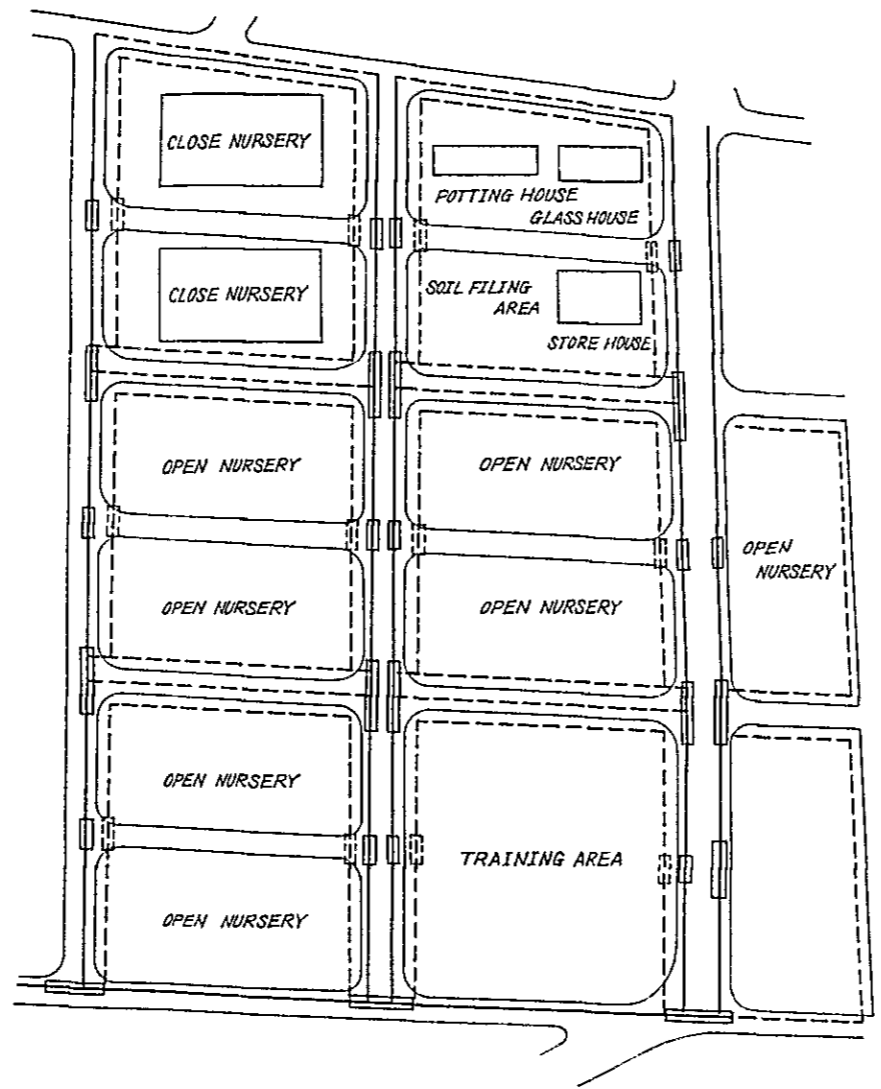 CLOSE NURSERY
POTTING HOUSE
GLASS HOUSE
CLOSE NURSERY
SOIL FILING
AREA
STORE HOUSE
OPEN NURSERY
OPEN NURSERY
OPEN
NURSERY
OPEN NURSERY
OPEN NURSERY
OPEN NURSERY
TRAINING AREA
OPEN NURSERY